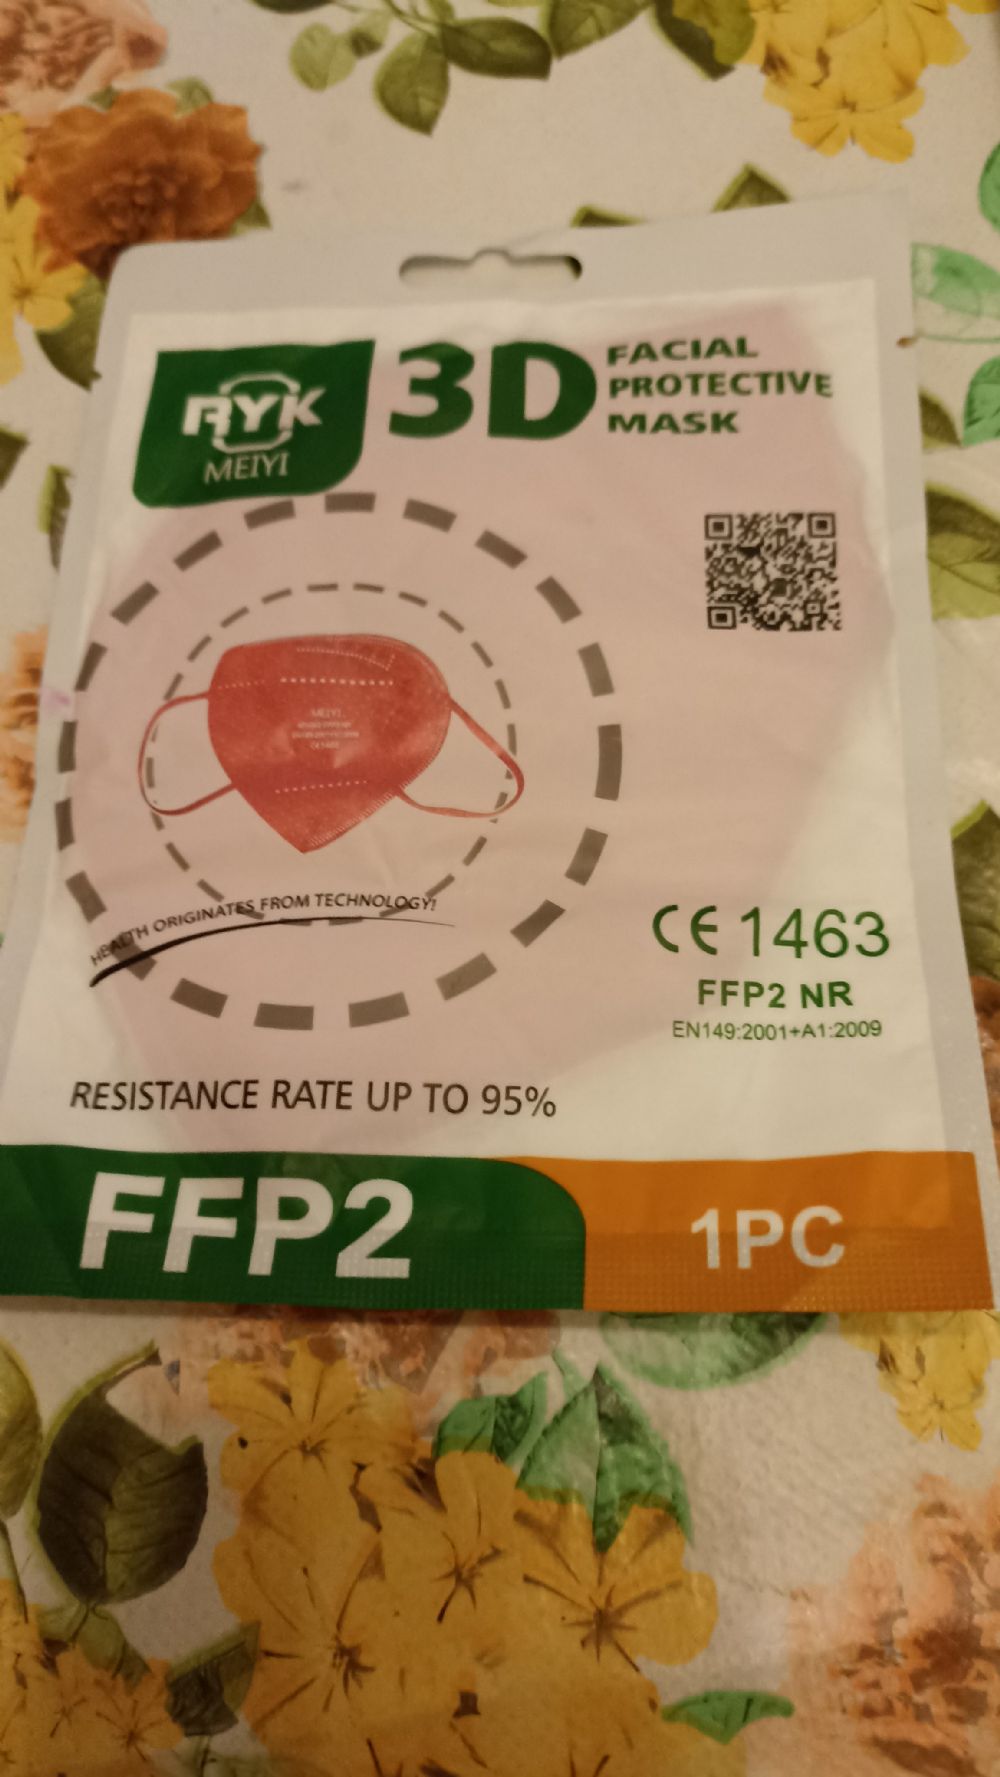 RYK
MEIYI
3D
FACIAL
PROTECTIVE
MASK
MEIYI
HEALTH ORIGINATES FROM TECHNOLOGY!
CE 1463
FFP2 NR
EN149:2001+A1:2009
RESISTANCE RATE UP TO 95%
FFP2
1PC